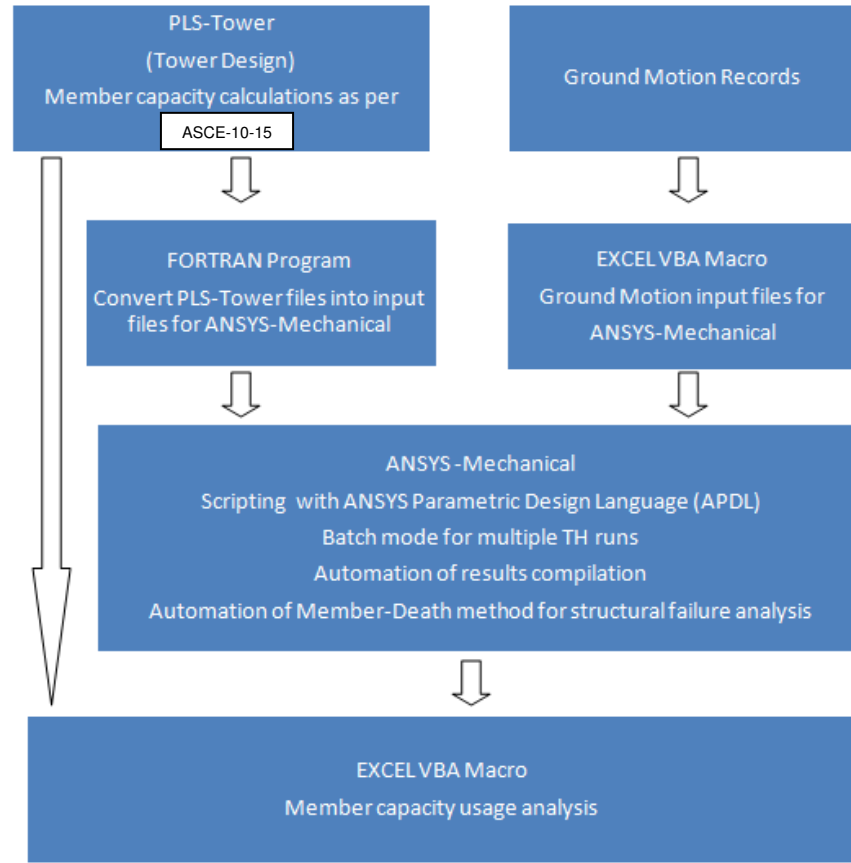 PLS-Tower
(Tower Design)
Member capacity calculations as per
ASCE-10-15
Ground Motion Records
FORTRAN Program
Convert PLS-Tower files into input
files for ANSYS-Mechanical
EXCEL VBA Macro
Ground Motion input files for
ANSYS-Mechanical
ANSYS -Mechanical
Scripting with ANSYS Parametric Design Language (APDL)
Batch mode for multiple TH runs
Automation of results compilation
Automation of Member-Death method for structural failure analysis
EXCEL VBA Macro
Member capacity usage analysis